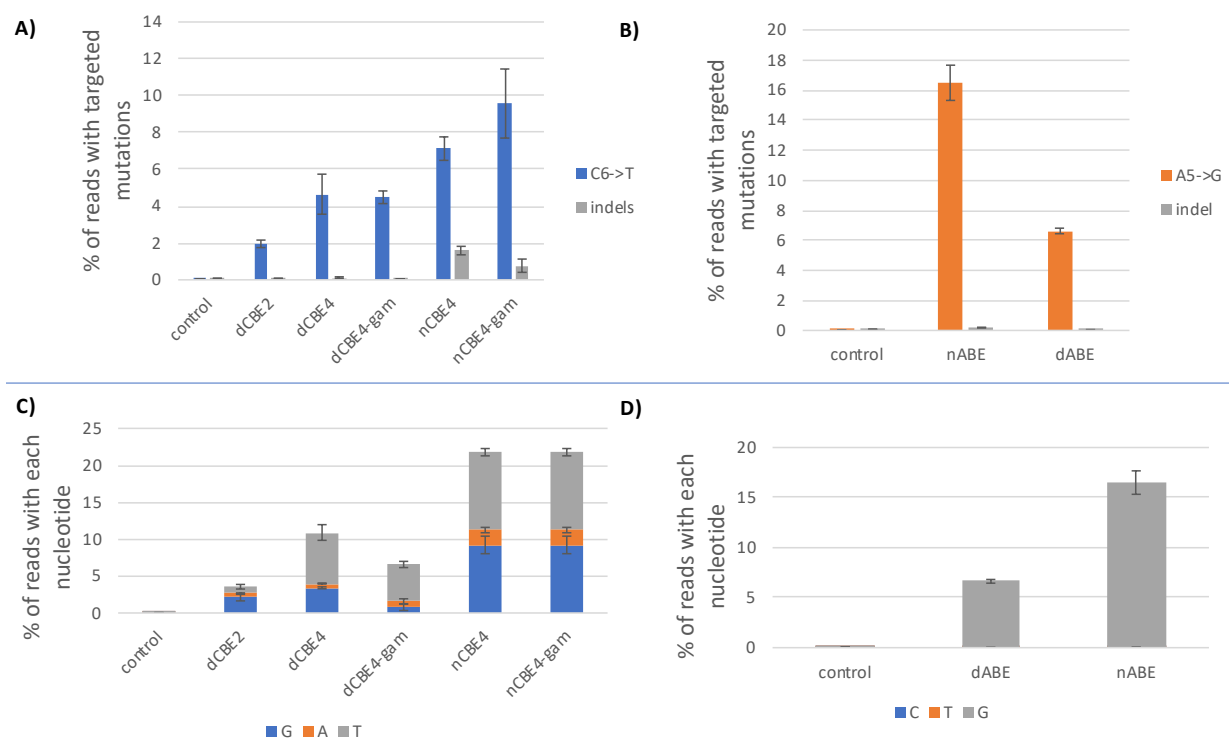 A)
% of reads with targeted
mutations
14
12
10
8
6
4
2
0
control
dCBE2
dCBE4
dCBE4-gam
nCBE4
nCBE4-gam
C6->T
indels
B)
% of reads with targeted
mutations
20
18
16
14
12
10
8
6
4
2
0
control
nABE
dABE
A5->G
indel
C)
% of reads with each
nucleotide
25
20
15
10
5
0
control
dCBE2
dCBE4
dCBE4-gam
nCBE4
nCBE4-gam
G A T
D)
% of reads with each
nucleotide
20
15
10
5
0
control
dABE
nABE
C T G